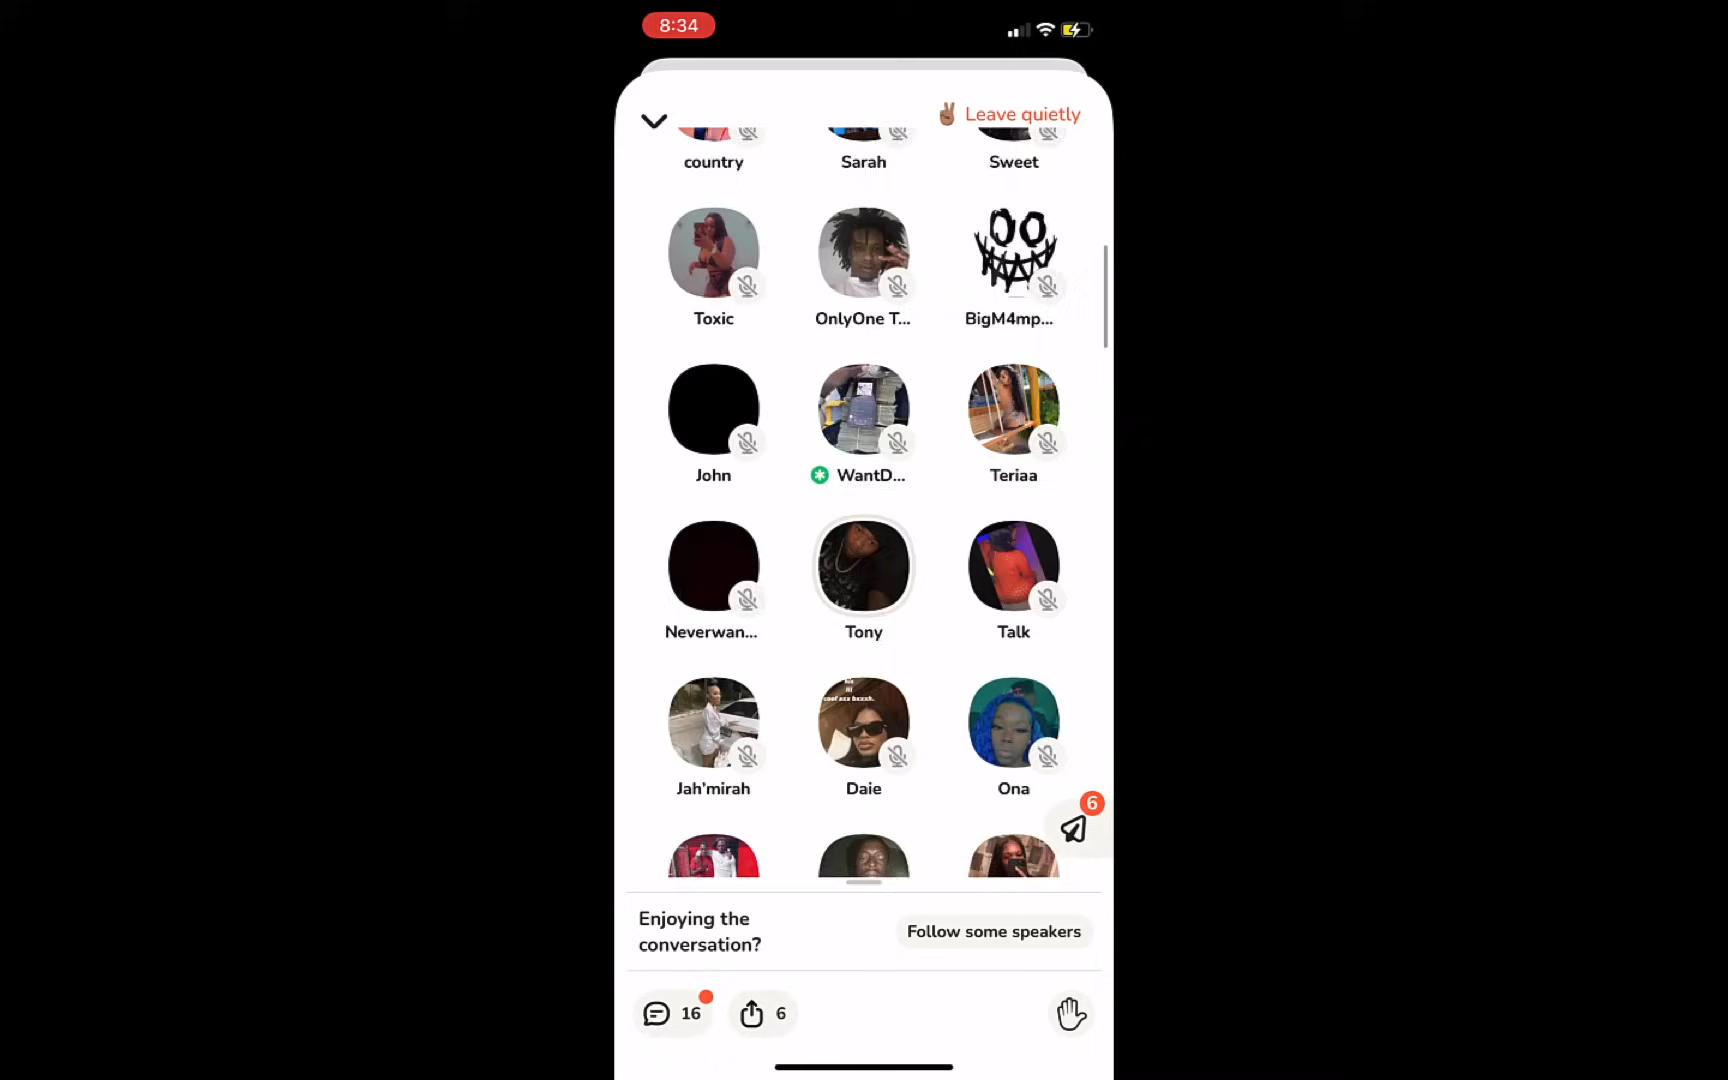 8:34
Leave quietly
country Sarah Sweet
Toxic OnlyOne T... BigM4mp...
John WantD... Teriaa
Neverwan... Tony Talk
Jah'mirah Daie Ona
6
Enjoying the
conversation?
Follow some speakers
16 6